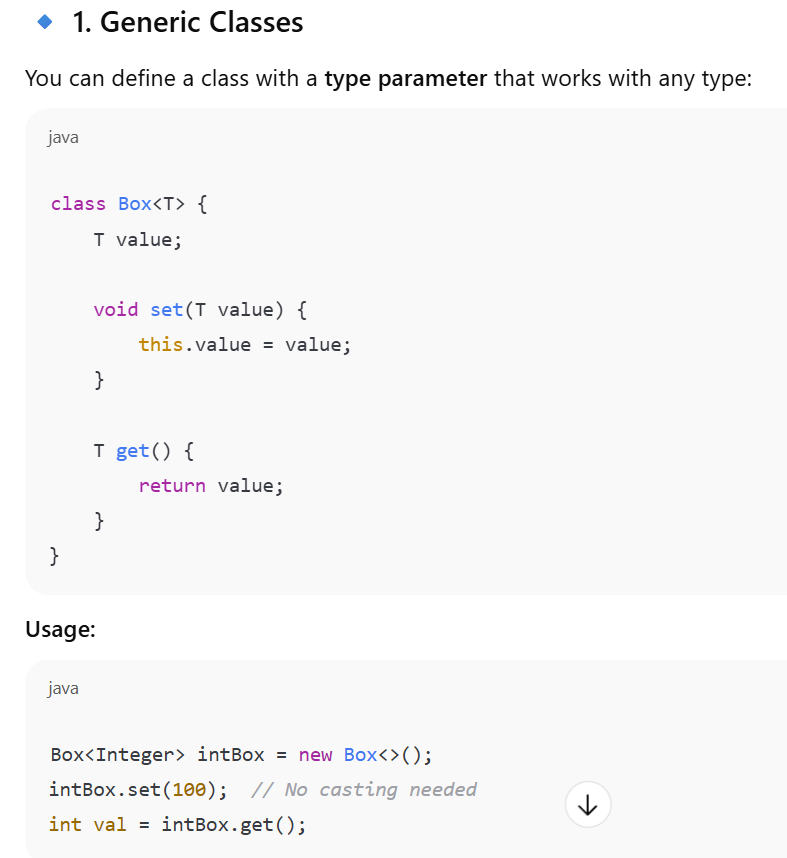 1. Generic Classes
You can define a class with a type parameter that works with any type:
java
class Box<T> {
    T value;
    void set(T value) {
        this.value = value;
    }
    T get() {
        return value;
    }
}
Usage:
java
Box<Integer> intBox = new Box<>();
intBox.set(100);  // No casting needed
int val = intBox.get();